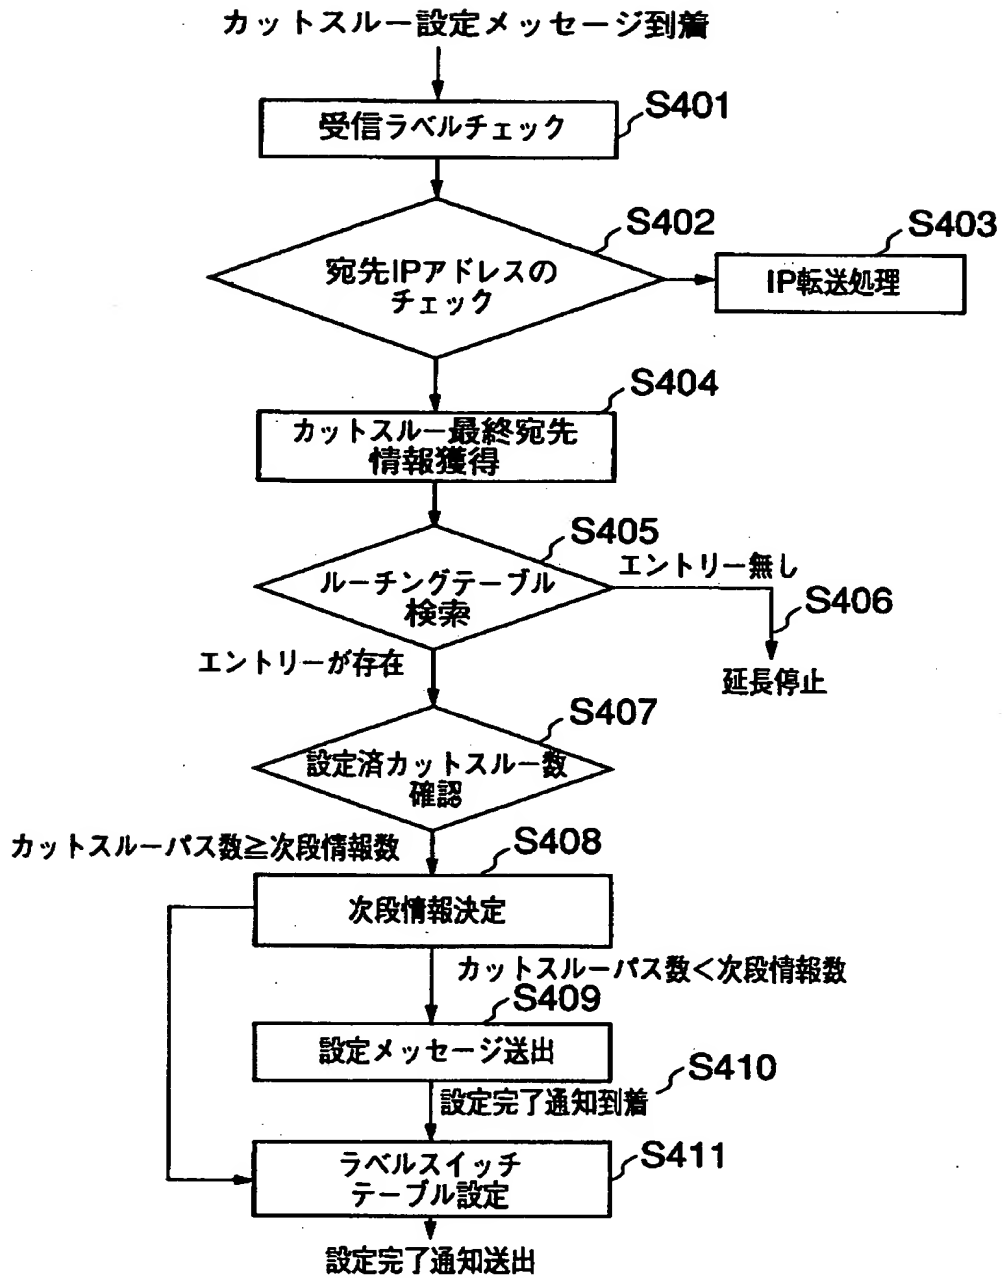 カットスルー設定メッセージ到着
S401
受信ラベルチェック
S402
宛先IPアドレスの
チェック
S403
IP転送処理
S404
カットスルー最終宛先
情報獲得
S405
ルーチングテーブル
検索
エントリー無し
S406
延長停止
エントリーが存在
S407
設定済カットスルー数
確認
カットスルーパス数≧次段情報数
S408
次段情報決定
カットスルーパス数<次段情報数
S409
設定メッセージ送出
S410
設定完了通知到着
S411
ラベルスイッチ
テーブル設定
設定完了通知送出